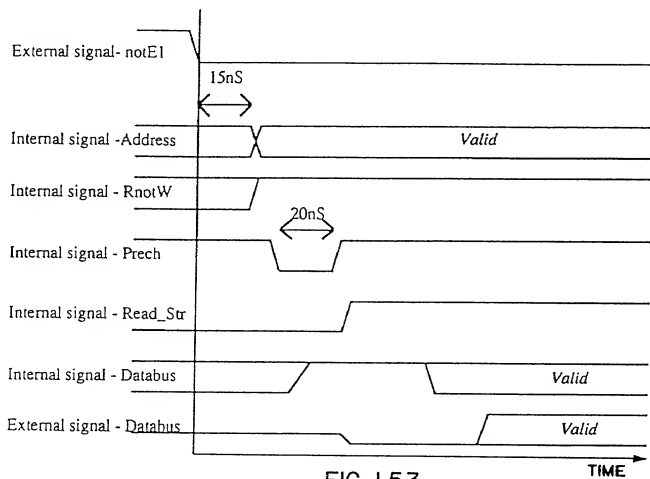 External signal- notE1
15nS
Internal signal -Address
Valid
Internal signal - RnotW
20nS
Internal signal - Prech
Internal signal - Read_Str
Internal signal - Databus
Valid
External signal - Databus
Valid
TIME